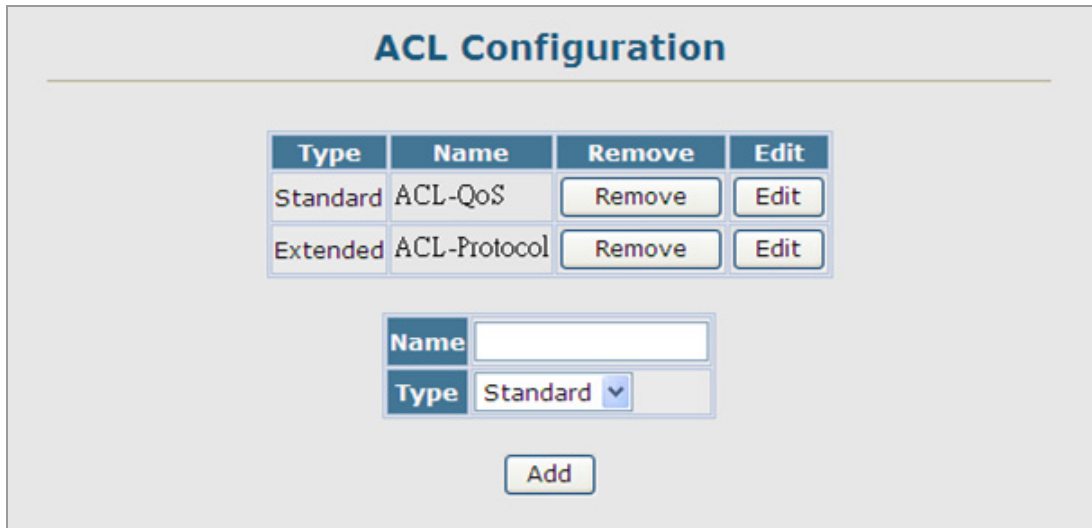 ACL Configuration
Type Name Remove Edit
Standard ACL-QoS Remove Edit
Extended ACL-Protocol Remove Edit
Name
Type Standard
Add